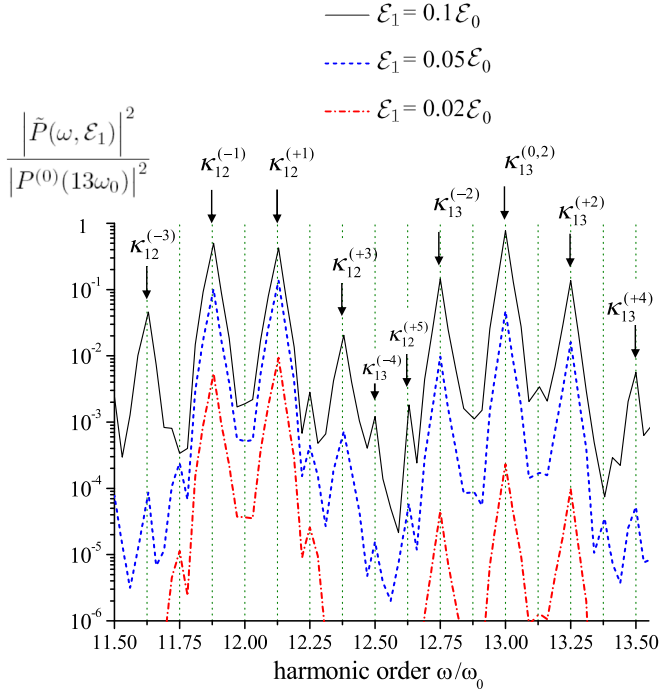 ℰ₁ = 0.1ℰ₀
ℰ₁ = 0.05ℰ₀
ℰ₁ = 0.02ℰ₀
|P̃(ω, ℰ₁)|²
|P⁽⁰⁾(13ω₀)|²
κ₁₂⁽⁻³⁾
κ₁₂⁽⁻¹⁾
κ₁₂⁽⁺¹⁾
κ₁₂⁽⁺³⁾
κ₁₃⁽⁻⁴⁾
κ₁₂⁽⁺⁵⁾
κ₁₃⁽⁻²⁾
κ₁₃⁽⁰,²⁾
κ₁₃⁽⁺²⁾
κ₁₃⁽⁺⁴⁾
1
10⁻¹
10⁻²
10⁻³
10⁻⁴
10⁻⁵
10⁻⁶
11.50 11.75 12.00 12.25 12.50 12.75 13.00 13.25 13.50
harmonic order ω/ω₀